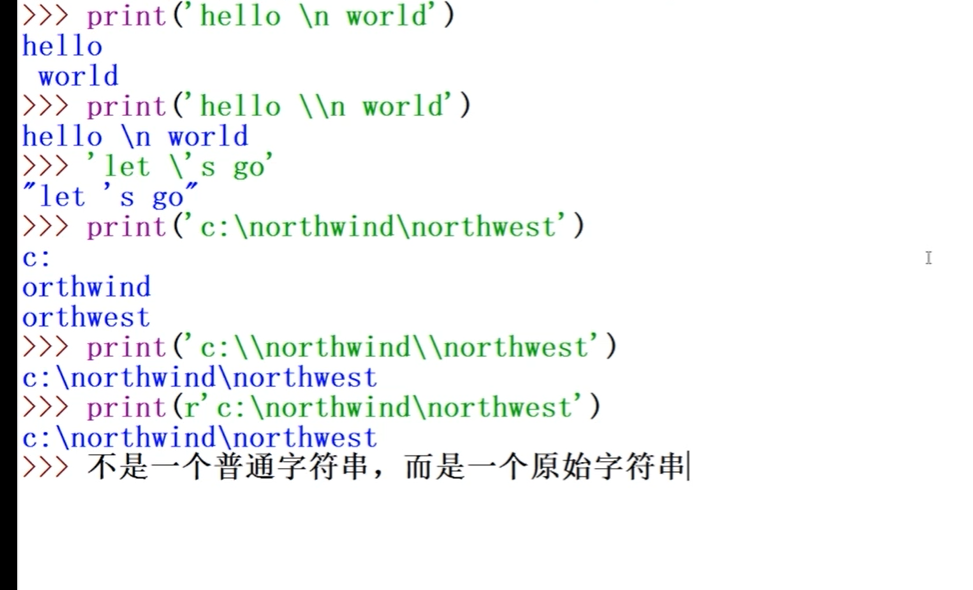 >>> print('hello \n world')
hello
 world
>>> print('hello \\n world')
hello \n world
>>> 'let \'s go'
"let 's go"
>>> print('c:\northwind\northwest')
c:
orthwind
orthwest
>>> print('c:\\northwind\\northwest')
c:\northwind\northwest
>>> print(r'c:\northwind\northwest')
c:\northwind\northwest
>>> 不是一个普通字符串，而是一个原始字符串